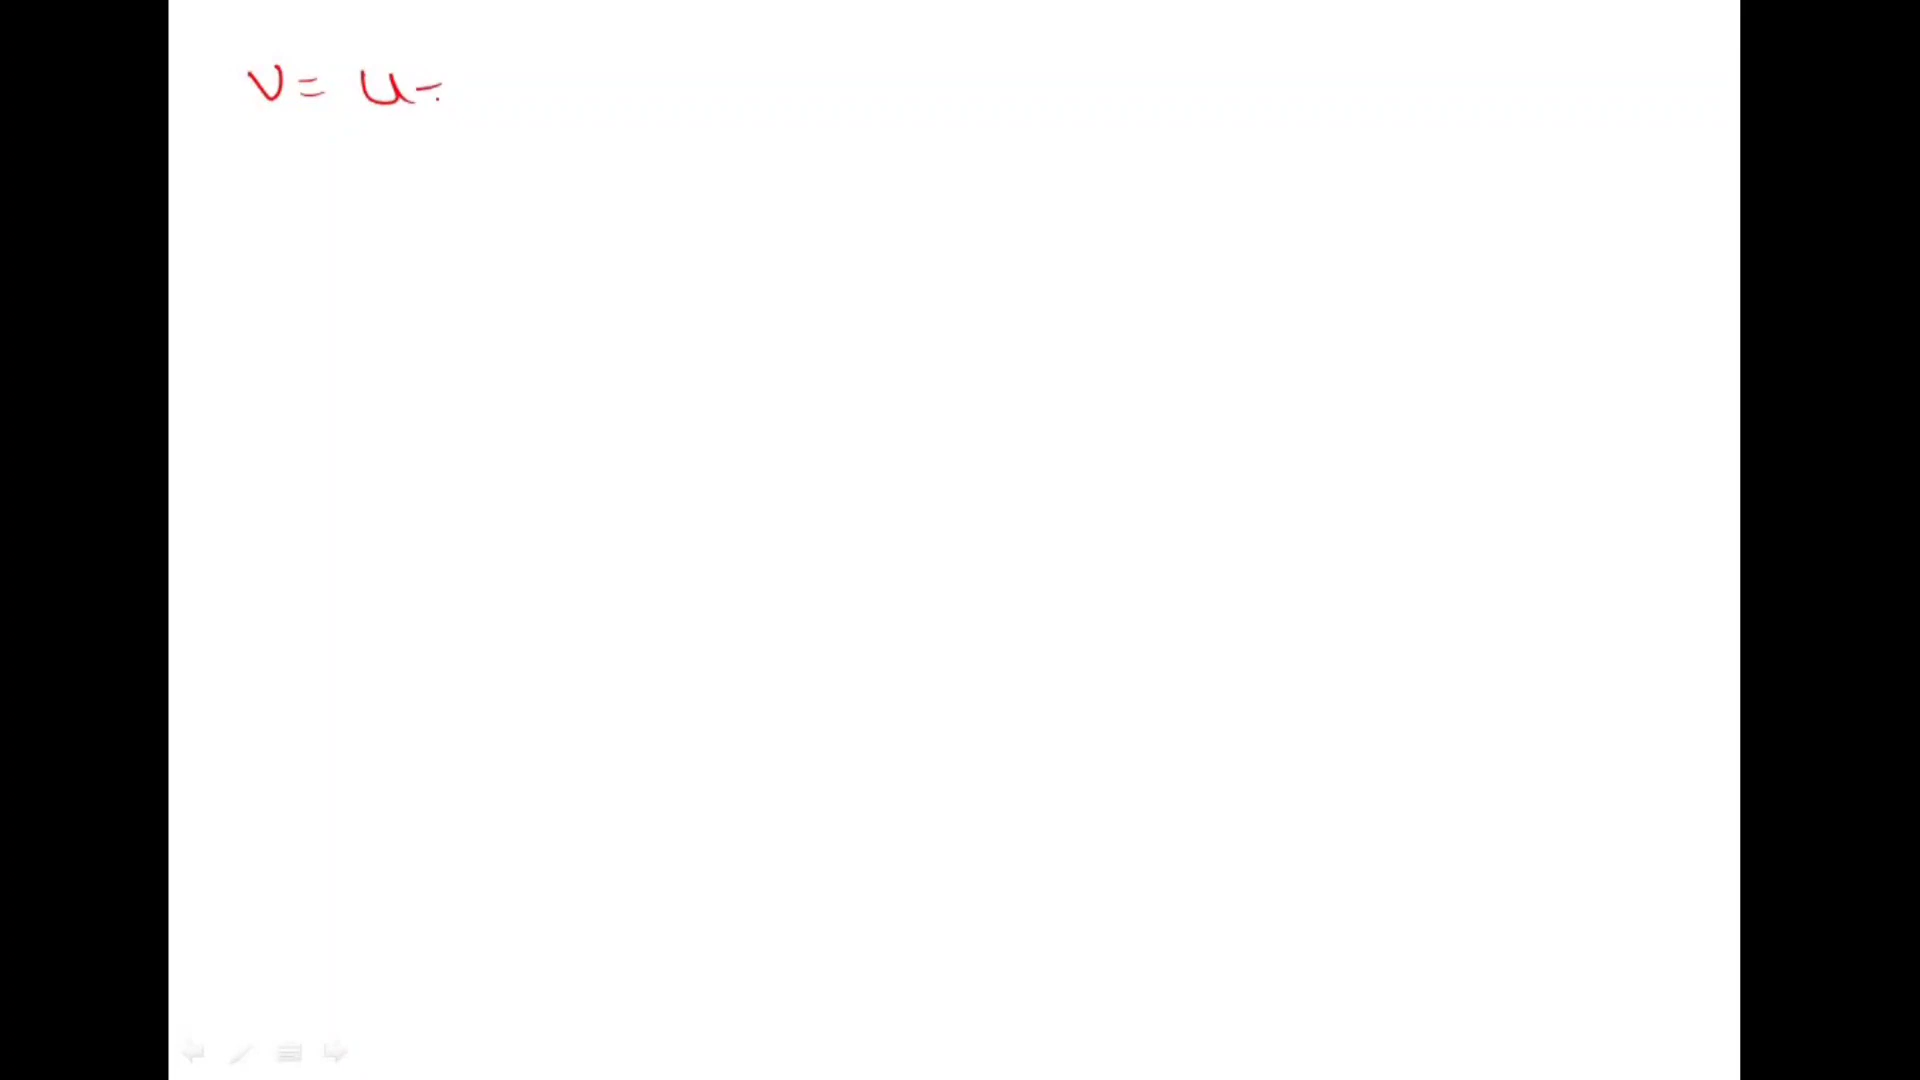 v = u -